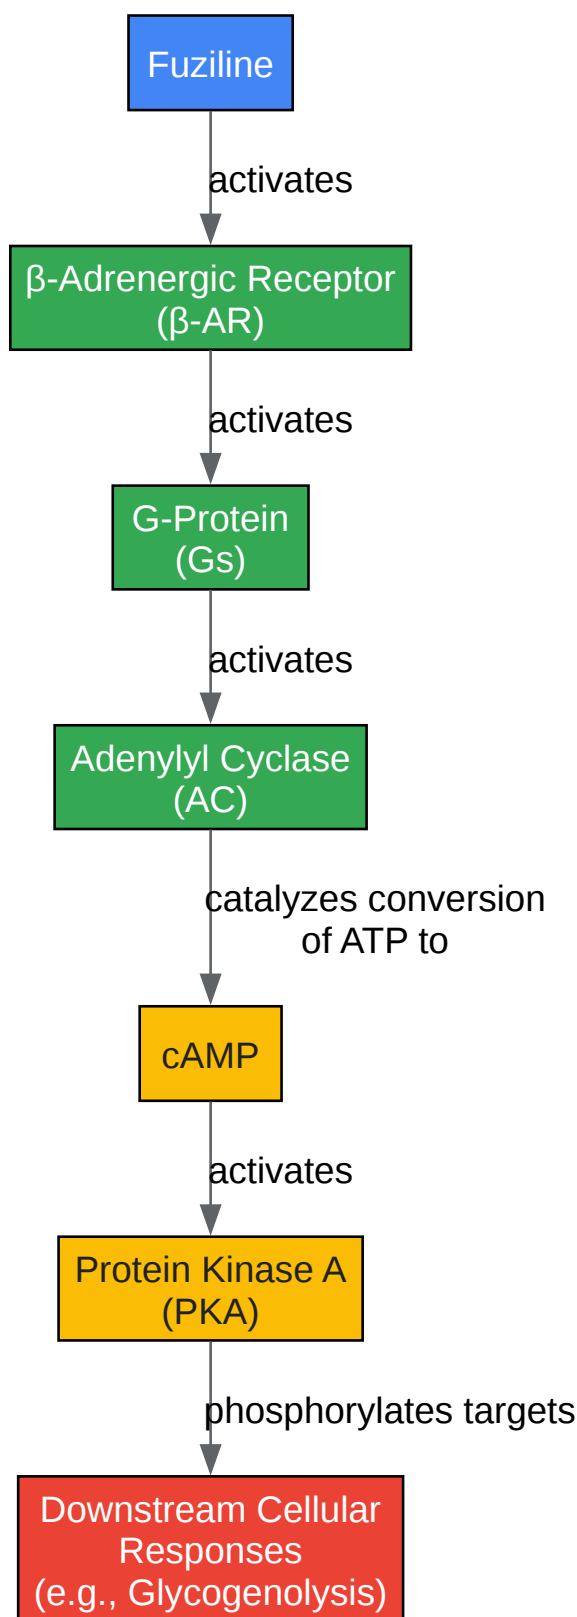 Fuziline
activates
β-Adrenergic Receptor
(β-AR)
activates
G-Protein
(Gs)
activates
Adenylyl Cyclase
(AC)
catalyzes conversion
of ATP to
cAMP
activates
Protein Kinase A
(PKA)
phosphorylates targets
Downstream Cellular
Responses
(e.g., Glycogenolysis)